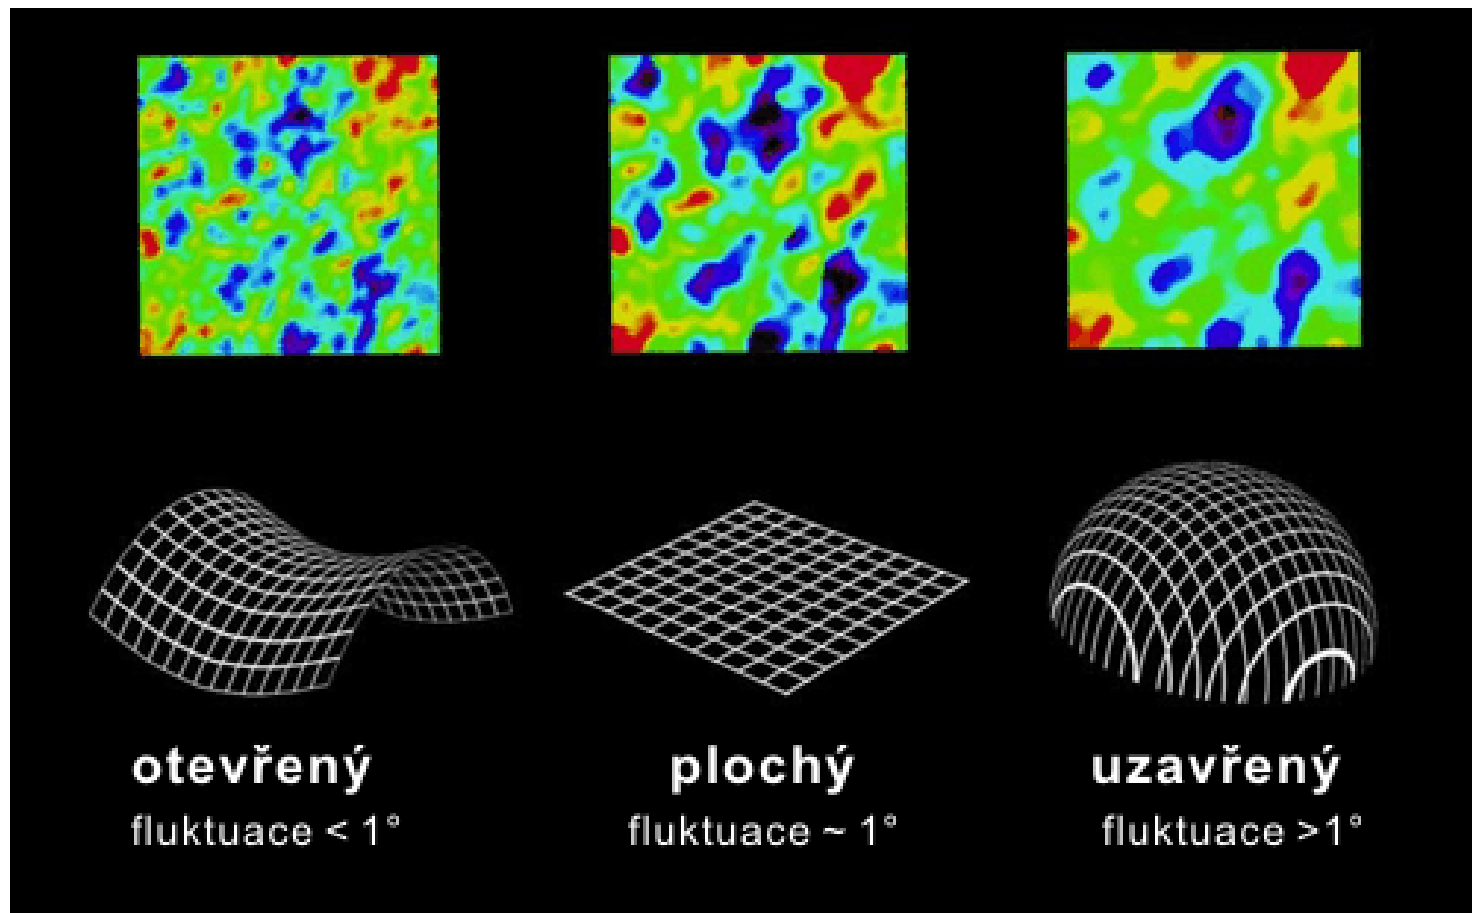 otevřený
fluktuace < 1°
plochý
fluktuace ~ 1°
uzavřený
fluktuace >1°